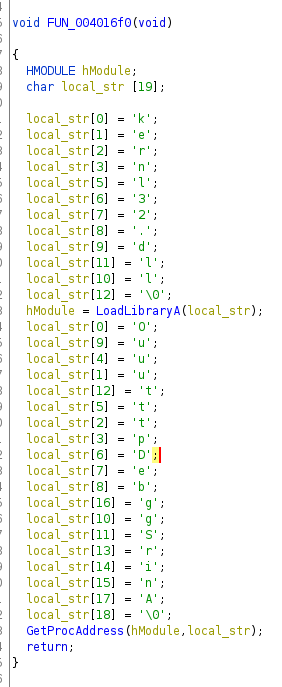 void FUN_004016f0(void)
{
HMODULE hModule;
char local_str [19];
local_str[0] = 'k';
local_str[1] = 'e';
local_str[2] = 'r';
local_str[3] = 'n';
local_str[5] = 'l';
local_str[6] = '3';
local_str[7] = '2';
local_str[8] = '.';
local_str[9] = 'd';
local_str[11] = 'l';
local_str[10] = 'l';
local_str[12] = '\0';
hModule = LoadLibraryA(local_str);
local_str[0] = 'O';
local_str[9] = 'u';
local_str[4] = 'u';
local_str[1] = 'u';
local_str[12] = 't';
local_str[5] = 't';
local_str[2] = 't';
local_str[3] = 'p';
local_str[6] = 'D';
local_str[7] = 'e';
local_str[8] = 'b';
local_str[16] = 'g';
local_str[10] = 'g';
local_str[11] = 'S';
local_str[13] = 'r';
local_str[14] = 'i';
local_str[15] = 'n';
local_str[17] = 'A';
local_str[18] = '\0';
GetProcAddress(hModule,local_str);
return;
}